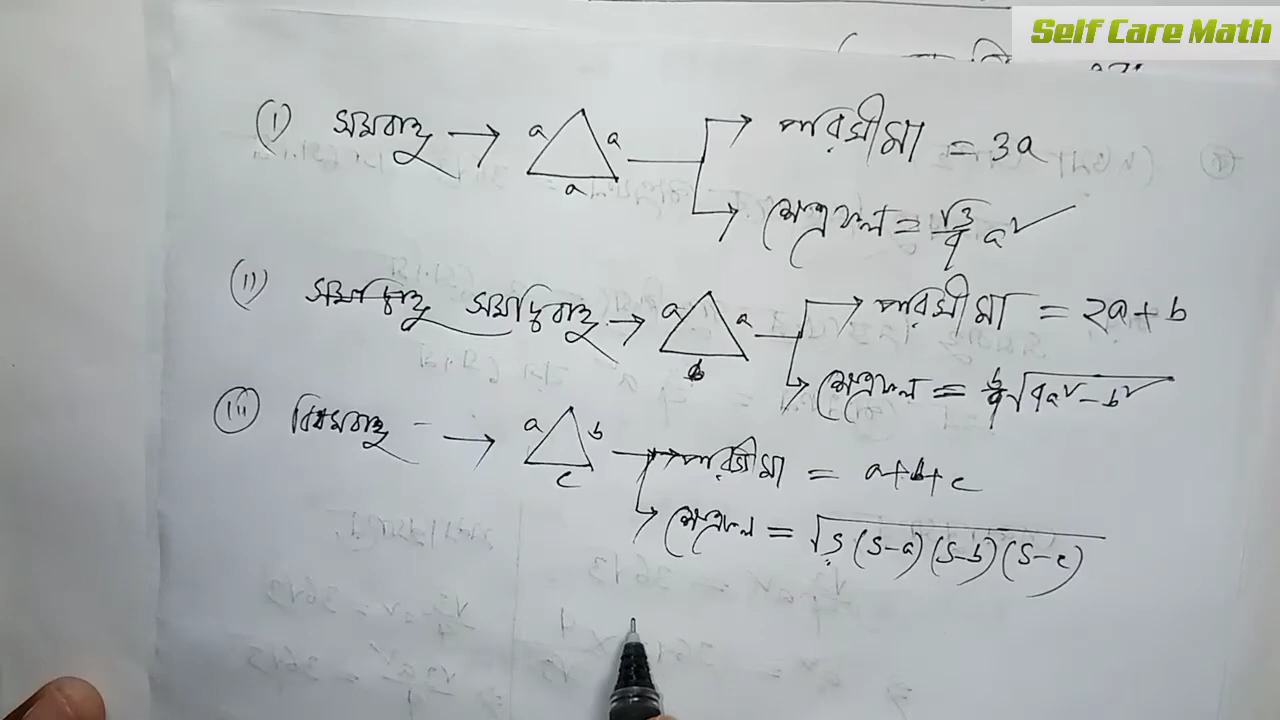 Self Care Math
(i) সমবাহু → a a a → পরিসীমা = 3a
→ ক্ষেত্রফল = √3/4 a²
(ii) সমদ্বিবাহু সমদ্বিবাহু → a a b → পরিসীমা = 2a + b
→ ক্ষেত্রফল = b/4 √4a² - b²
(iii) বিষমবাহু → a b c → পরিসীমা = a+b+c
→ ক্ষেত্রফল = √S(S-a)(S-b)(S-c)